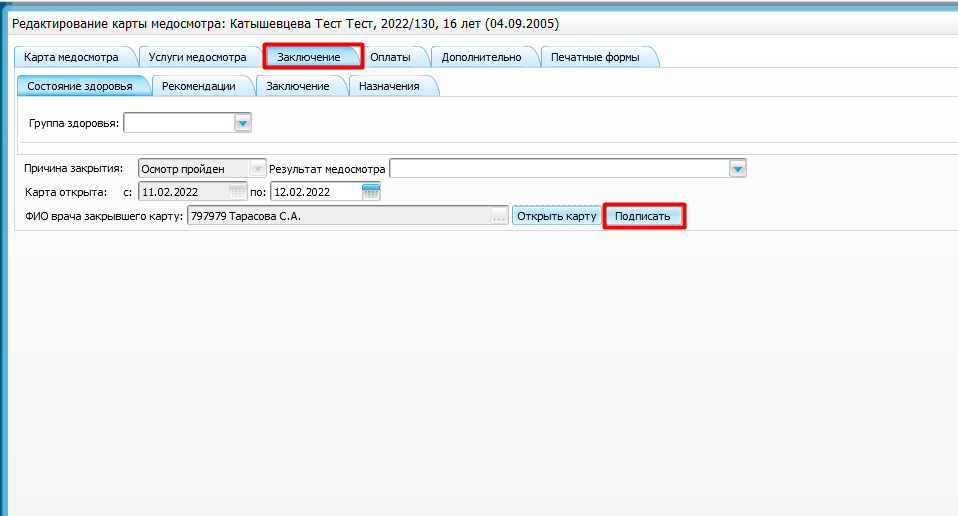 Редактирование карты медосмотра: Катышевцева Тест Тест, 2022/130, 16 лет (04.09.2005)
Карта медосмотра Услуги медосмотра Заключение Оплаты Дополнительно Печатные формы
Состояние здоровья Рекомендации Заключение Назначения
Группа здоровья:
Причина закрытия: Осмотр пройден Результат медосмотра
Карта открыта: с: 11.02.2022 по: 12.02.2022
ФИО врача закрывшего карту: 797979 Тарасова С.А. ... Открыть карту Подписать